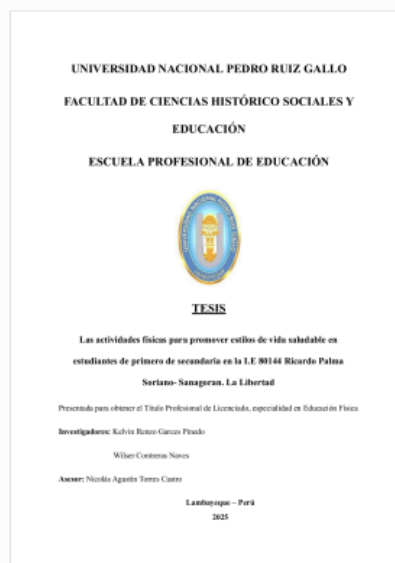 UNIVERSIDAD NACIONAL PEDRO RUIZ GALLO
FACULTAD DE CIENCIAS HISTÓRICO SOCIALES Y
EDUCACIÓN
ESCUELA PROFESIONAL DE EDUCACIÓN
TESIS
Las actividades físicas para promover estilos de vida saludable en
estudiantes de primero de secundaria en la I.E 80144 Ricardo Palma
Soriano- Sanagoran. La Libertad
Presentada para obtener el Título Profesional de Licenciado, especialidad en Educación Física
Investigadores: Kelvin Renzo Garces Pinedo
Wilser Contreras Naves
Asesor: Nicolás Agustín Torres Castro
Lambayeque – Perú
2025